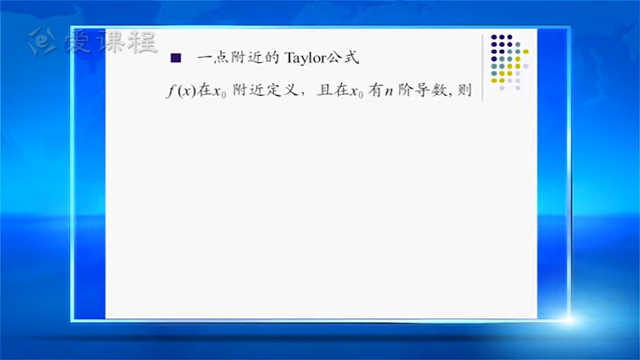 爱课程
一点附近的 Taylor公式
f (x)在x₀ 附近定义，且在x₀ 有n 阶导数, 则